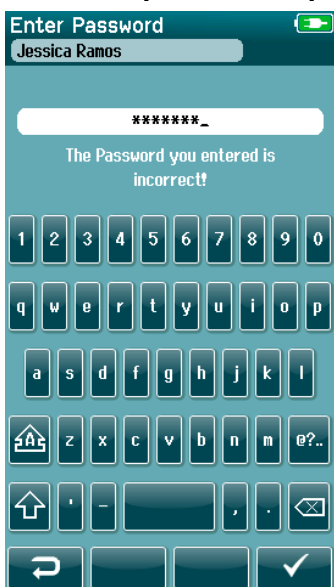 Enter Password
Jessica Ramos
*******_
The Password you entered is
incorrect!
1 2 3 4 5 6 7 8 9 0
q w e r t y u i o p
a s d f g h j k l
A z x c v b n m @?..
' - , .